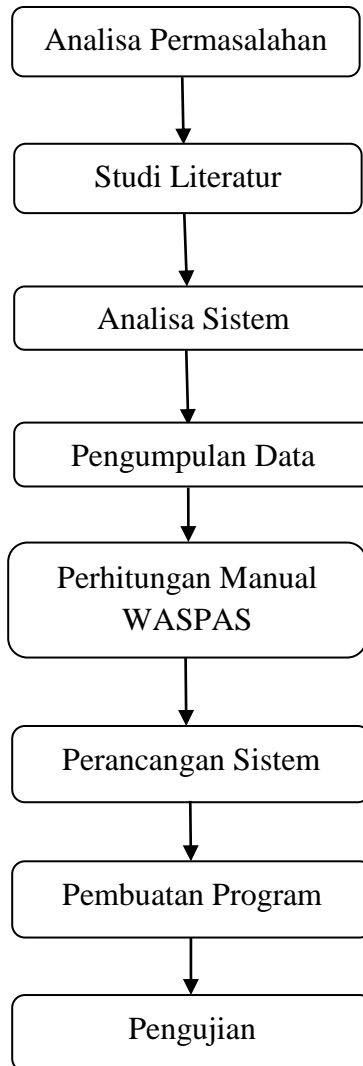 Analisa Permasalahan
Studi Literatur
Analisa Sistem
Pengumpulan Data
Perhitungan Manual
WASPAS
Perancangan Sistem
Pembuatan Program
Pengujian